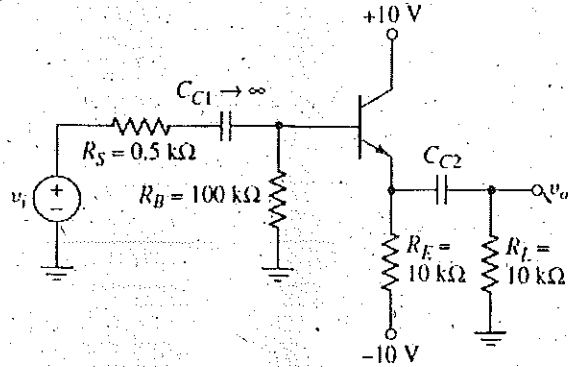 +10 V
C_C1 → ∞
R_S = 0.5 kΩ
R_B = 100 kΩ
v_i
+
−
C_C2
v_o
R_E =
10 kΩ
R_L =
10 kΩ
−10 V